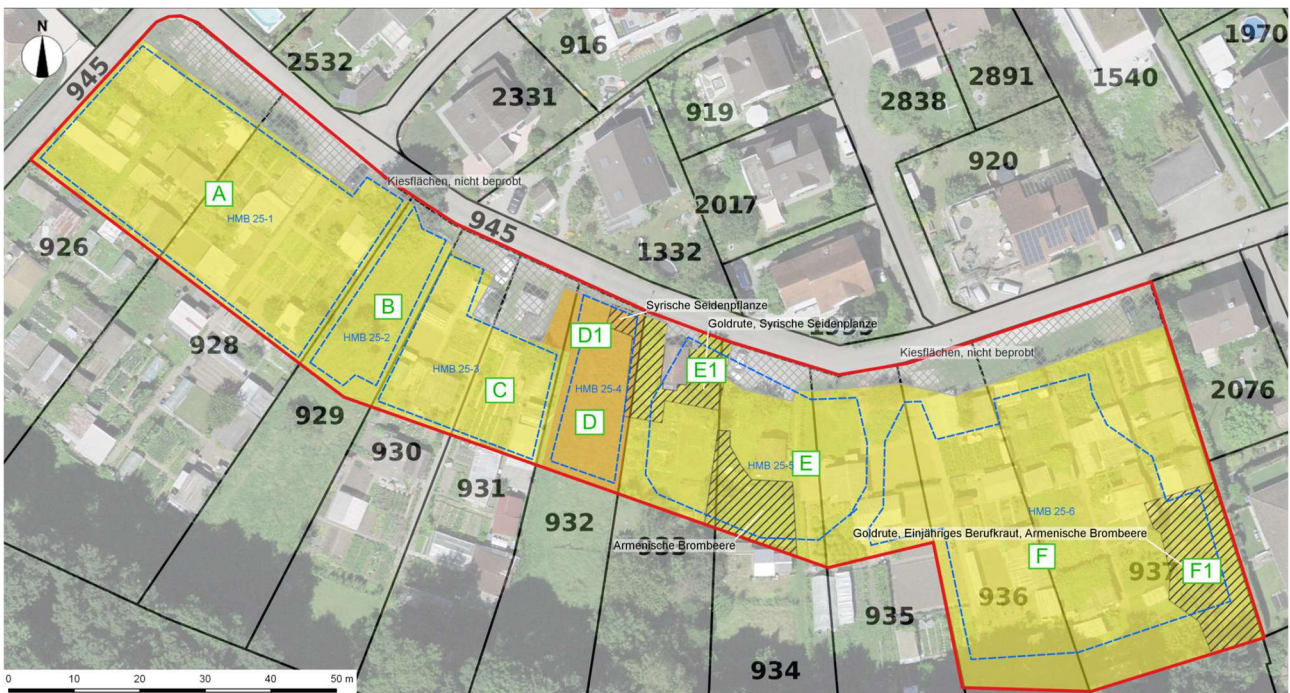 N
945
2532
916
2331
919
2838
2891
1540
1970
920
A
HMB 25-1
Kiesflächen, nicht beprobt
945
2017
1332
926
B
HMB 25-2
928
Syrische Seidenpflanze
D1
Goldrute, Syrische Seidenplanze
Kiesflächen, nicht beprobt
E1
HMB 25-3
C
HMB 25-4
D
2076
929
930
931
932
HMB 25-5
E
HMB 25-6
Armenische Brombeere
933
Goldrute, Einjähriges Berufkraut, Armenische Brombeere
F
937
F1
936
935
934
0 10 20 30 40 50 m